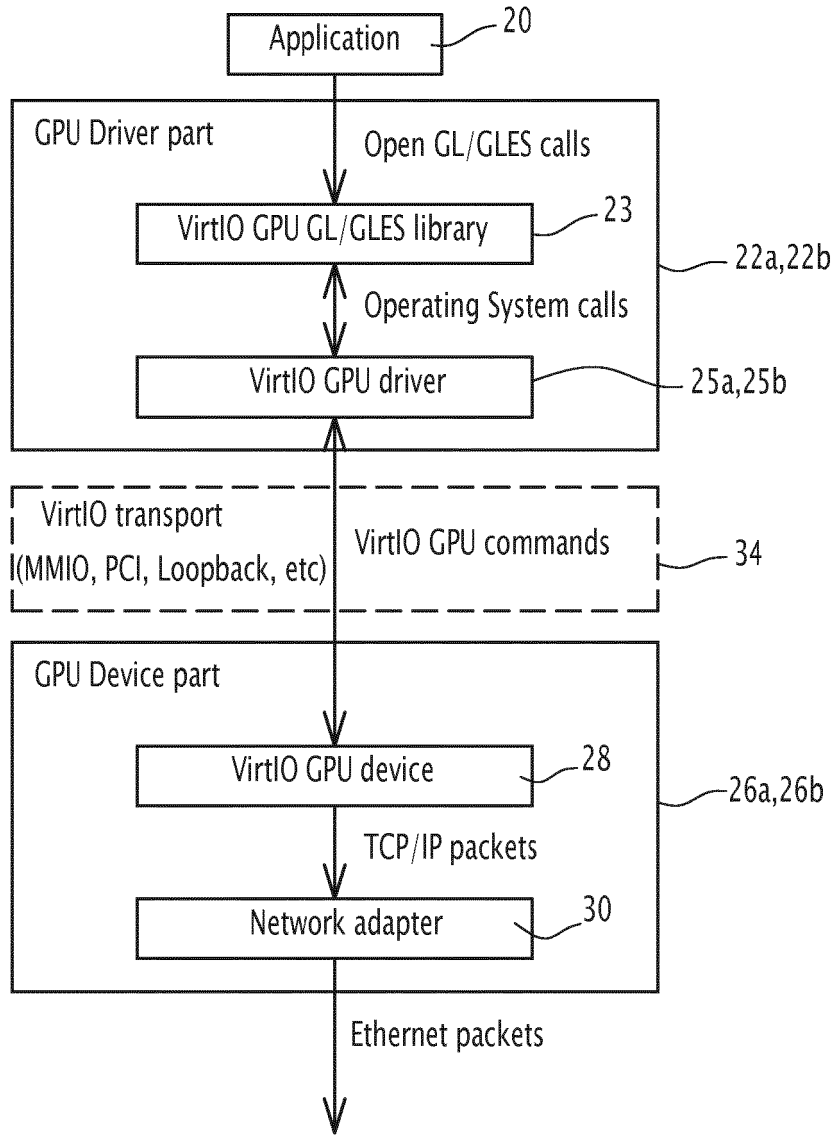 Application
20
GPU Driver part
Open GL/GLES calls
VirtIO GPU GL/GLES library
23
22a,22b
Operating System calls
VirtIO GPU driver
25a,25b
VirtIO transport
(MMIO, PCI, Loopback, etc)
VirtIO GPU commands
34
GPU Device part
VirtIO GPU device
28
26a,26b
TCP/IP packets
Network adapter
30
Ethernet packets